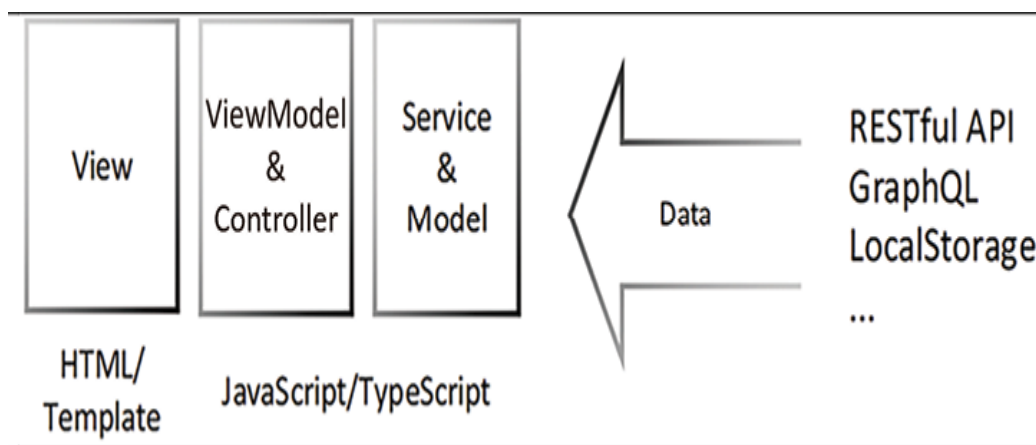 View
ViewModel
&
Controller
Service
&
Model
Data
RESTful API
GraphQL
LocalStorage
...
HTML/
Template
JavaScript/TypeScript